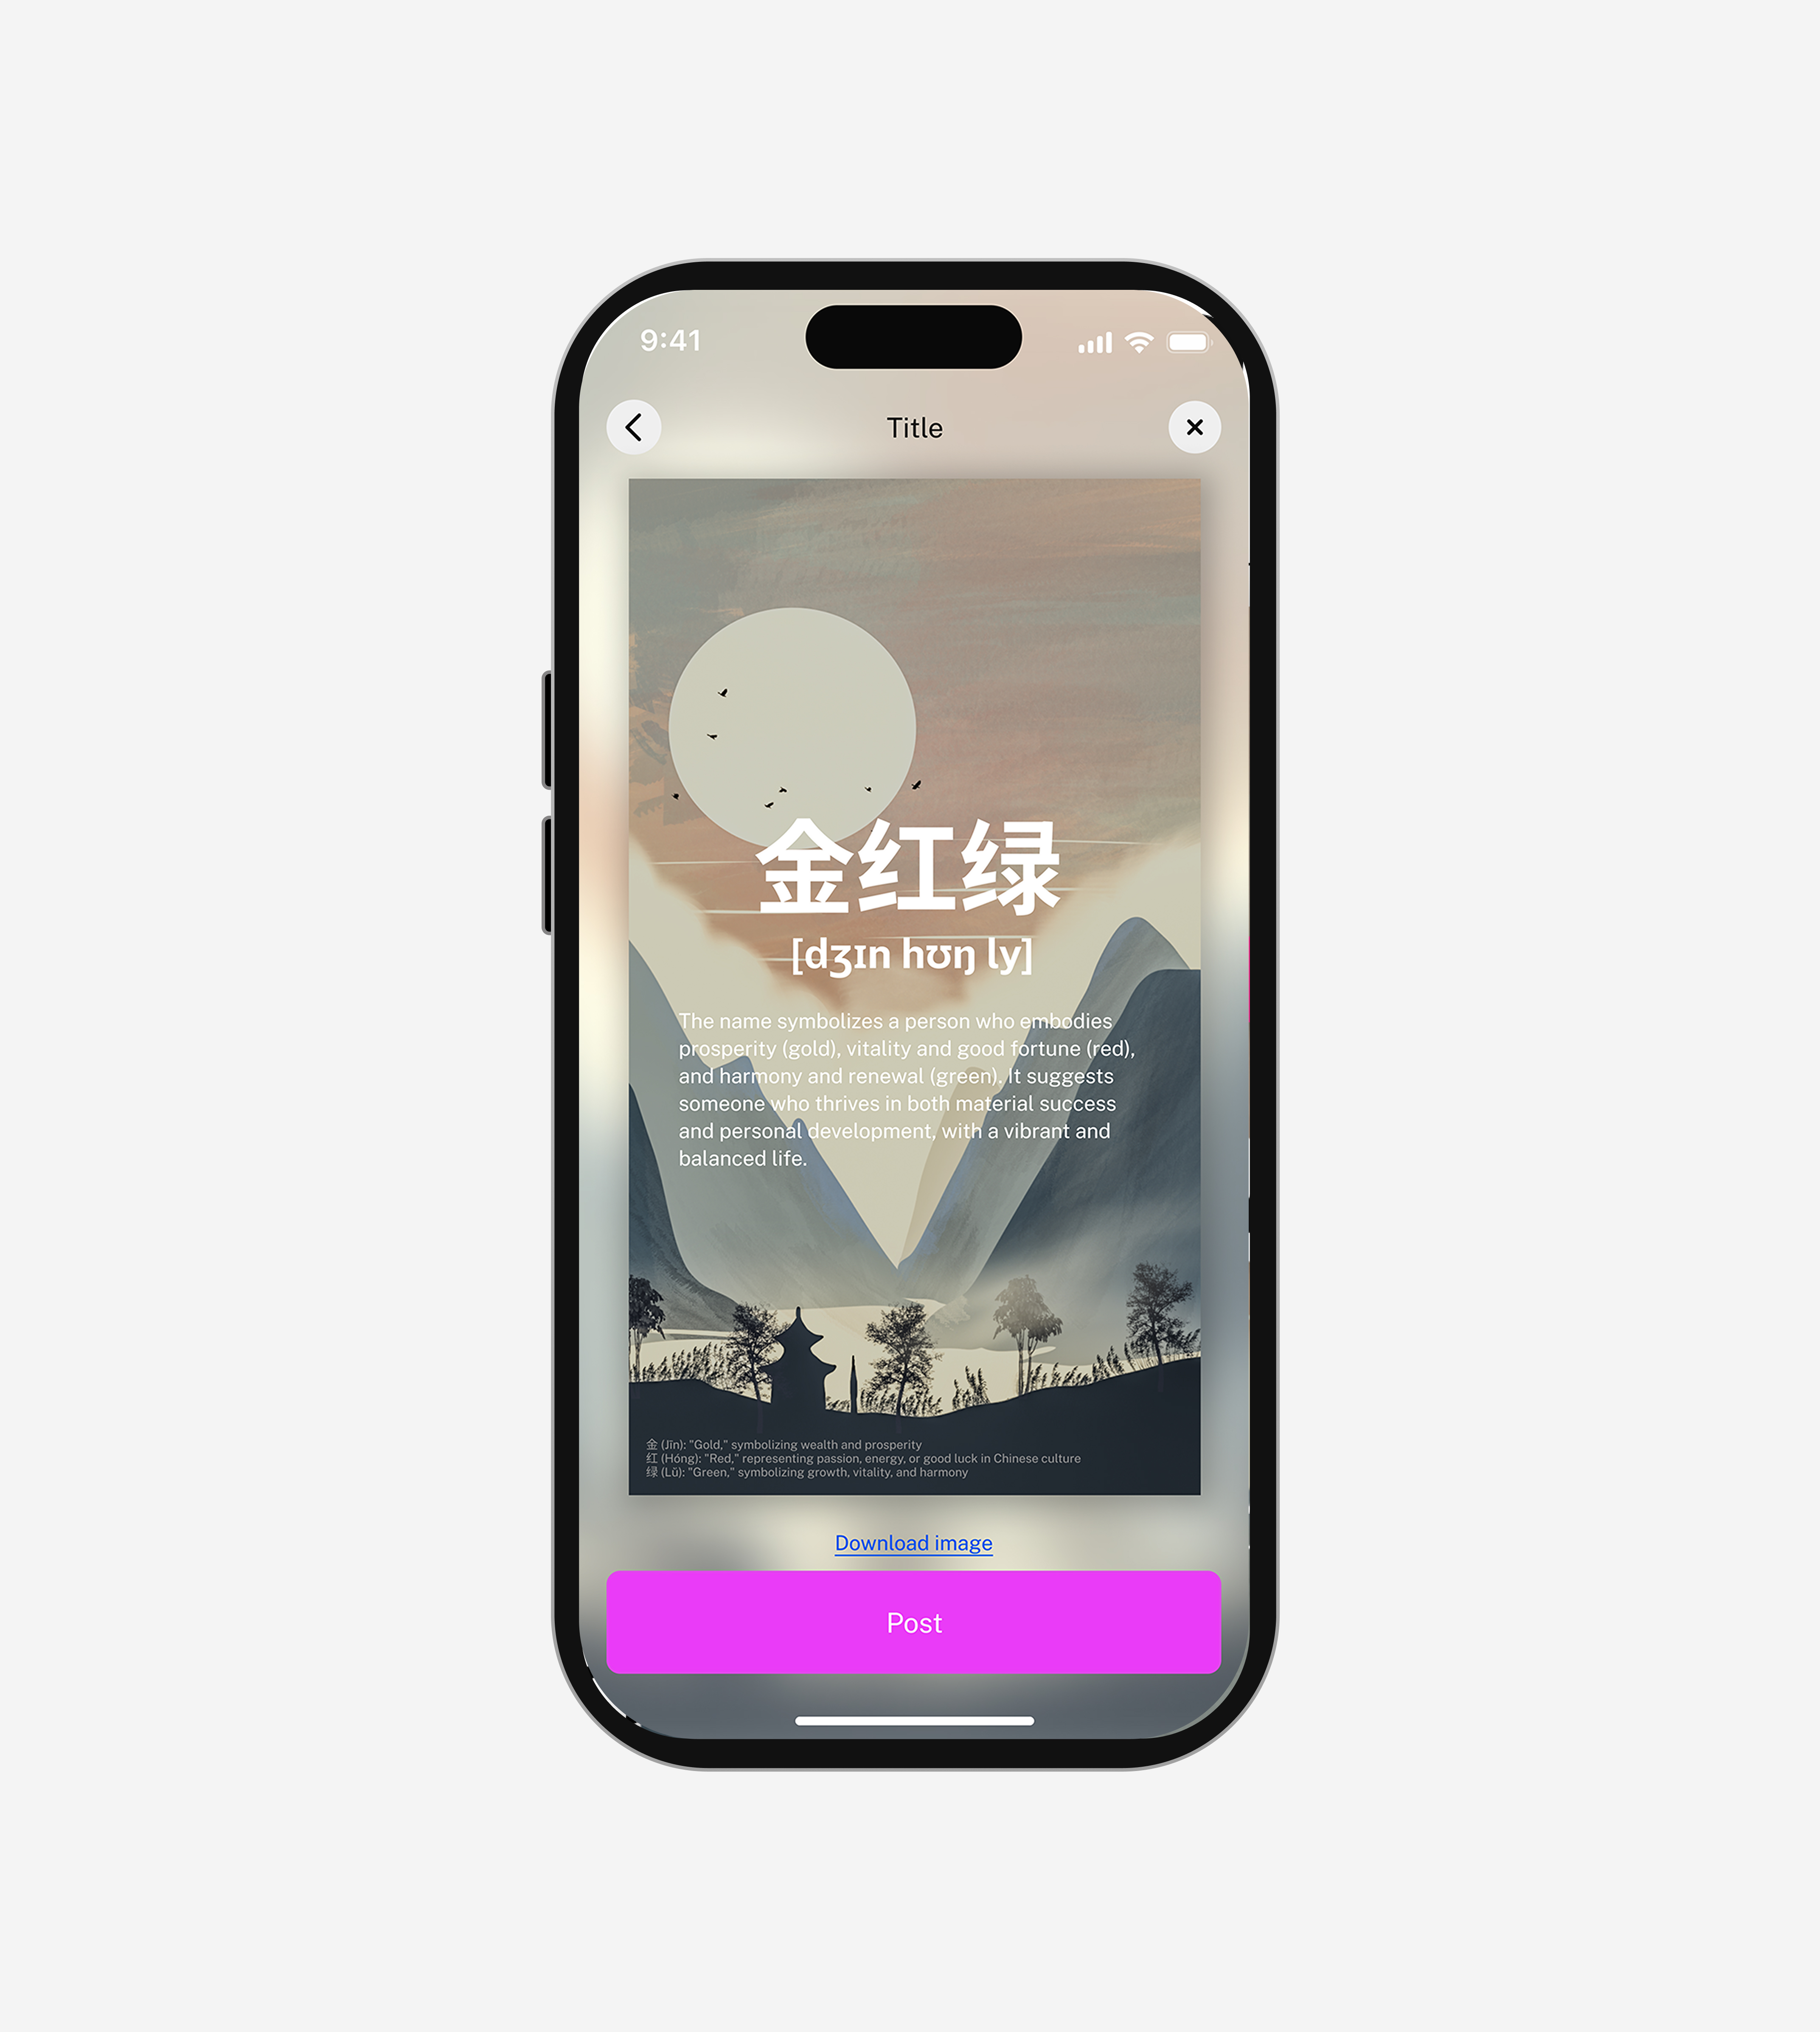 9:41
Title
金红绿
[dʒɪn hʊŋ ly]
The name symbolizes a person who embodies
prosperity (gold), vitality and good fortune (red),
and harmony and renewal (green). It suggests
someone who thrives in both material success
and personal development, with a vibrant and
balanced life.
金 (Jīn): "Gold," symbolizing wealth and prosperity
红 (Hóng): "Red," representing passion, energy, or good luck in Chinese culture
绿 (Lǜ): "Green," symbolizing growth, vitality, and harmony
Download image
Post